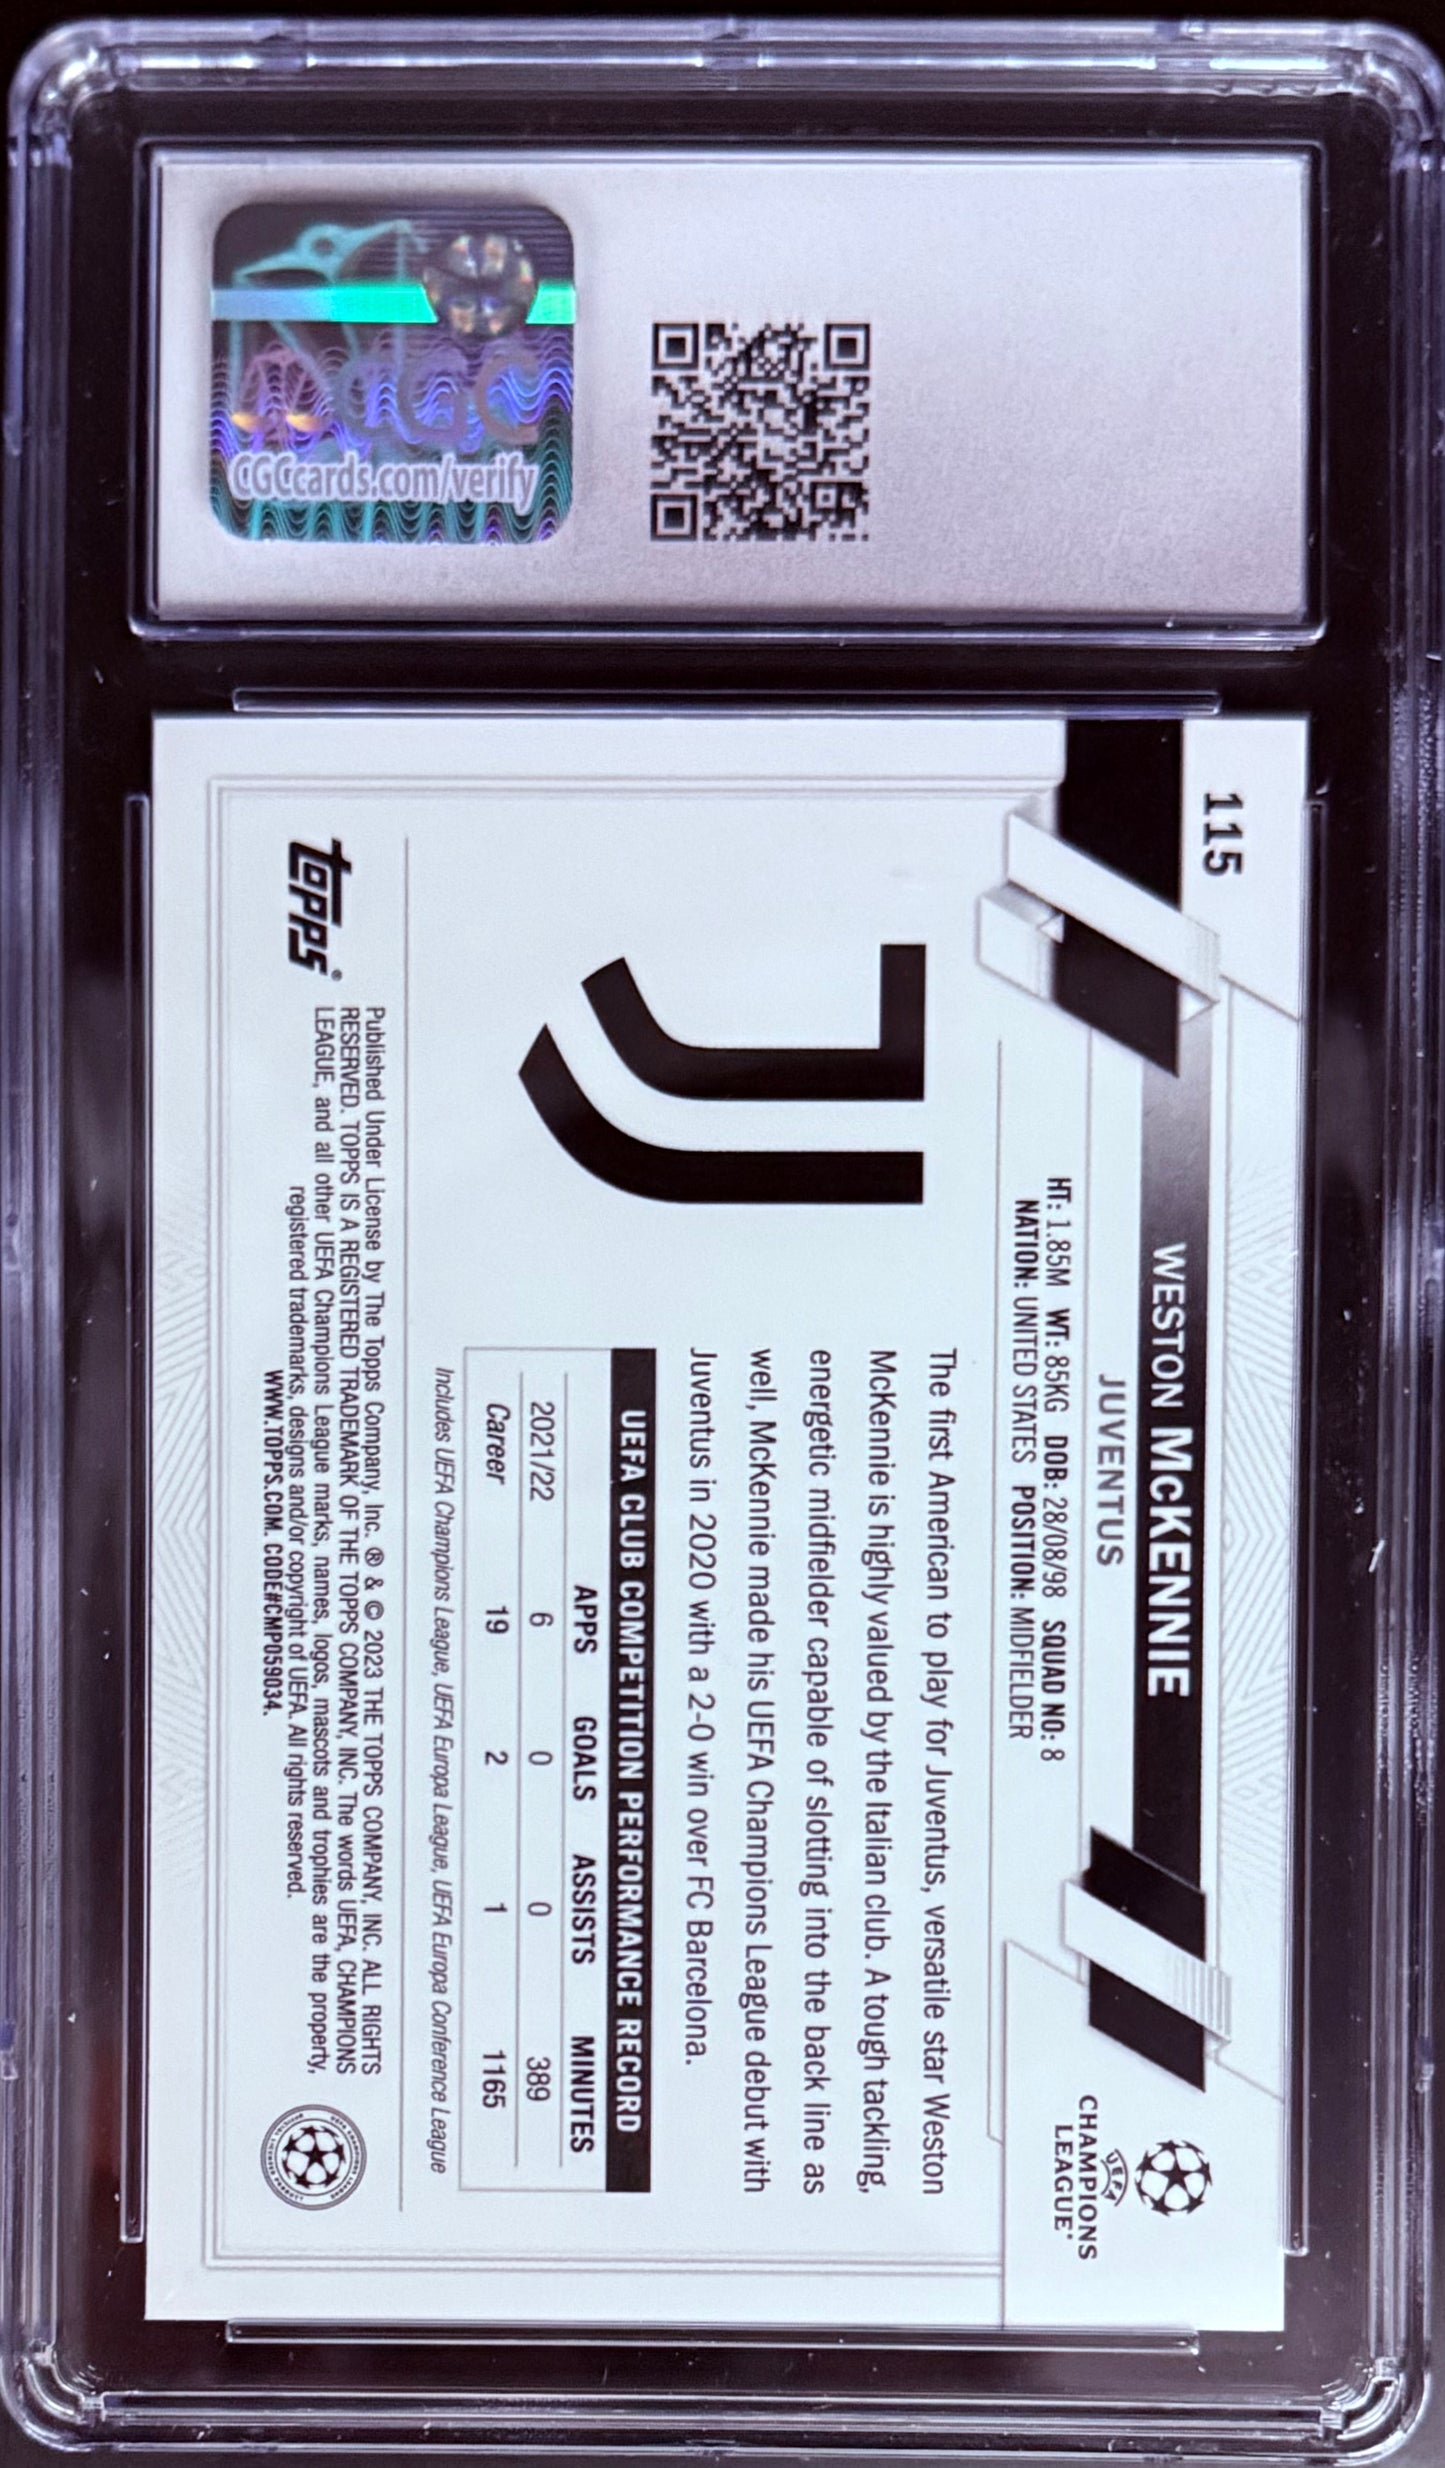 CGC
CGCcards.com/verify
115
WESTON McKENNIE
JUVENTUS
HT: 1.85M WT: 85KG DOB: 28/08/98 SQUAD NO: 8
NATION: UNITED STATES POSITION: MIDFIELDER
UEFA
CHAMPIONS
LEAGUE
The first American to play for Juventus, versatile star Weston
McKennie is highly valued by the Italian club. A tough tackling,
energetic midfielder capable of slotting into the back line as
well, McKennie made his UEFA Champions League debut with
Juventus in 2020 with a 2-0 win over FC Barcelona.
UEFA CLUB COMPETITION PERFORMANCE RECORD
APPS GOALS ASSISTS MINUTES
2021/22 6 0 0 389
Career 19 2 1 1165
Includes UEFA Champions League, UEFA Europa League, UEFA Europa Conference League
topps®
Published Under License by The Topps Company, Inc. ® & © 2023 THE TOPPS COMPANY, INC. ALL RIGHTS
RESERVED. TOPPS IS A REGISTERED TRADEMARK OF THE TOPPS COMPANY, INC. The words UEFA, CHAMPIONS
LEAGUE, and all other UEFA Champions League marks, names, logos, mascots and trophies are the property,
registered trademarks, designs and/or copyright of UEFA. All rights reserved.
WWW.TOPPS.COM. CODE#CMP059034.